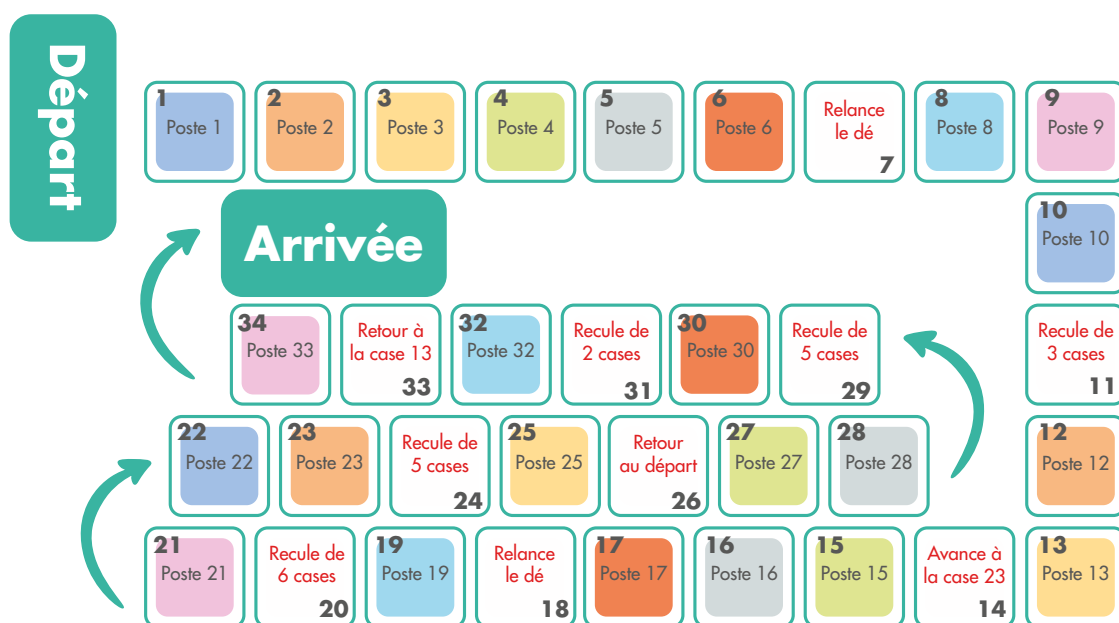 Départ
1
Poste 1
2
Poste 2
3
Poste 3
4
Poste 4
5
Poste 5
6
Poste 6
Relance
le dé
7
8
Poste 8
9
Poste 9
10
Poste 10
Recule de
3 cases
11
12
Poste 12
13
Poste 13
Avance à
la case 23
14
15
Poste 15
16
Poste 16
17
Poste 17
Relance
le dé
18
19
Poste 19
Recule de
6 cases
20
21
Poste 21
22
Poste 22
23
Poste 23
Recule de
5 cases
24
25
Poste 25
Retour
au départ
26
27
Poste 27
28
Poste 28
Recule de
5 cases
29
30
Poste 30
Recule de
2 cases
31
32
Poste 32
Retour à
la case 13
33
34
Poste 33
Arrivée